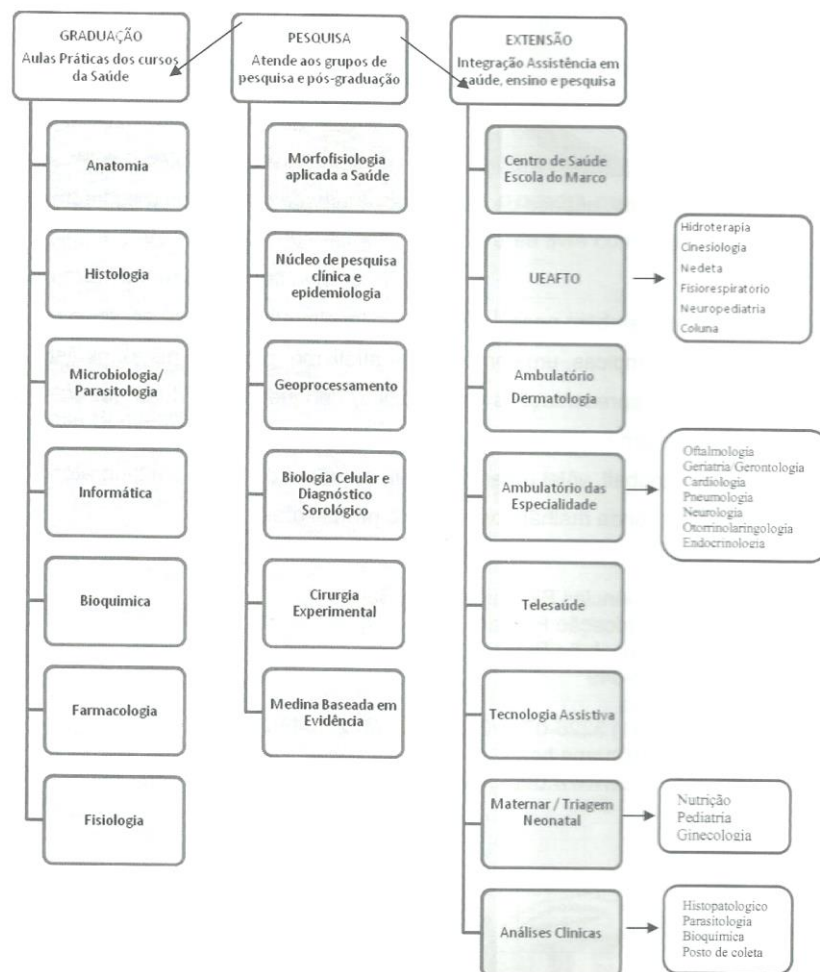 GRADUAÇÃO
Aulas Práticas dos cursos
da Saúde
Anatomia
Histologia
Microbiologia/
Parasitologia
Informática
Bioquimica
Farmacologia
Fisiologia
PESQUISA
Atende aos grupos de
pesquisa e pós-graduação
Morfofisiologia
aplicada a Saúde
Núcleo de pesquisa
clínica e
epidemiologia
Geoprocessamento
Biologia Celular e
Diagnóstico
Sorológico
Cirurgia
Experimental
Medina Baseada em
Evidência
EXTENSÃO
Integração Assistência em
saúde, ensino e pesquisa
Centro de Saúde
Escola do Marco
UEAFTO
Hidroterapia
Cinesiologia
Nedeta
Fisiorespiratorio
Neuropediatria
Coluna
Ambulatório
Dermatologia
Ambulatório das
Especialidade
Oftalmologia
Geriatria Gerontologia
Cardiologia
Pneumologia
Neurologia
Otorrinolaringologia
Endocrinologia
Telesaúde
Tecnologia Assistiva
Maternar / Triagem
Neonatal
Nutrição
Pediatria
Ginecologia
Análises Clinicas
Histopatologico
Parasitologia
Bioquímica
Posto de coleta